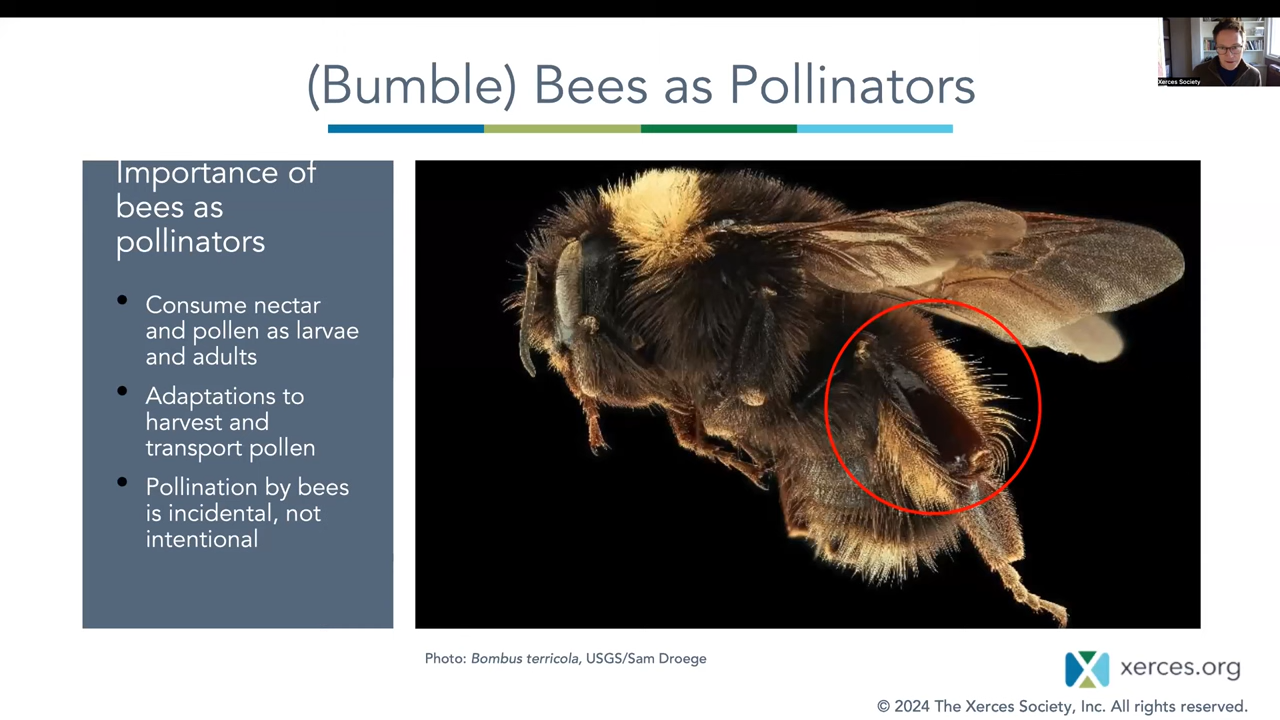 Xerces Society
(Bumble) Bees as Pollinators
Importance of
bees as
pollinators
• Consume nectar
and pollen as larvae
and adults
• Adaptations to
harvest and
transport pollen
• Pollination by bees
is incidental, not
intentional
Photo: Bombus terricola, USGS/Sam Droege
xerces.org
© 2024 The Xerces Society, Inc. All rights reserved.